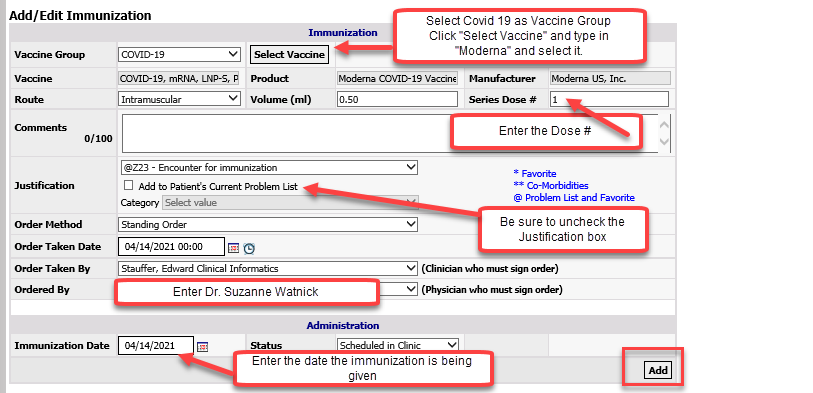 Add/Edit Immunization
Immunization
Select Covid 19 as Vaccine Group
Click "Select Vaccine" and type in
"Moderna" and select it.
Vaccine Group COVID-19 Select Vaccine
Vaccine COVID-19, mRNA, LNP-S, P Product Moderna COVID-19 Vaccine Manufacturer Moderna US, Inc.
Route Intramuscular Volume (ml) 0.50 Series Dose # 1
Comments
0/100
Enter the Dose #
Justification
@Z23 - Encounter for immunization
Add to Patient's Current Problem List
Category Select value
* Favorite
** Co-Morbidities
@ Problem List and Favorite
Be sure to uncheck the
Justification box
Order Method Standing Order
Order Taken Date 04/14/2021 00:00
Order Taken By Stauffer, Edward Clinical Informatics (Clinician who must sign order)
Ordered By Enter Dr. Suzanne Watnick (Physician who must sign order)
Administration
Immunization Date 04/14/2021 Status Scheduled in Clinic
Enter the date the immunization is being
given
Add